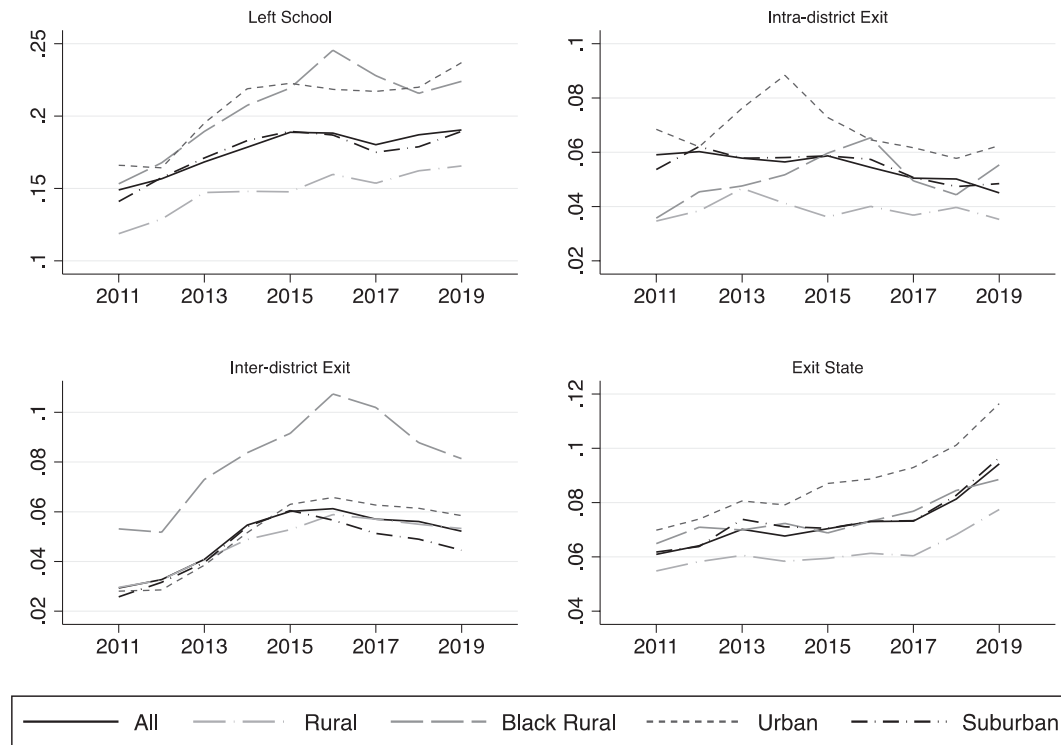 Left School
.25
.2
.15
.1
2011 2013 2015 2017 2019
Intra-district Exit
.1
.08
.06
.04
.02
2011 2013 2015 2017 2019
Inter-district Exit
.1
.08
.06
.04
.02
2011 2013 2015 2017 2019
Exit State
.12
.1
.08
.06
.04
2011 2013 2015 2017 2019
All Rural Black Rural Urban Suburban